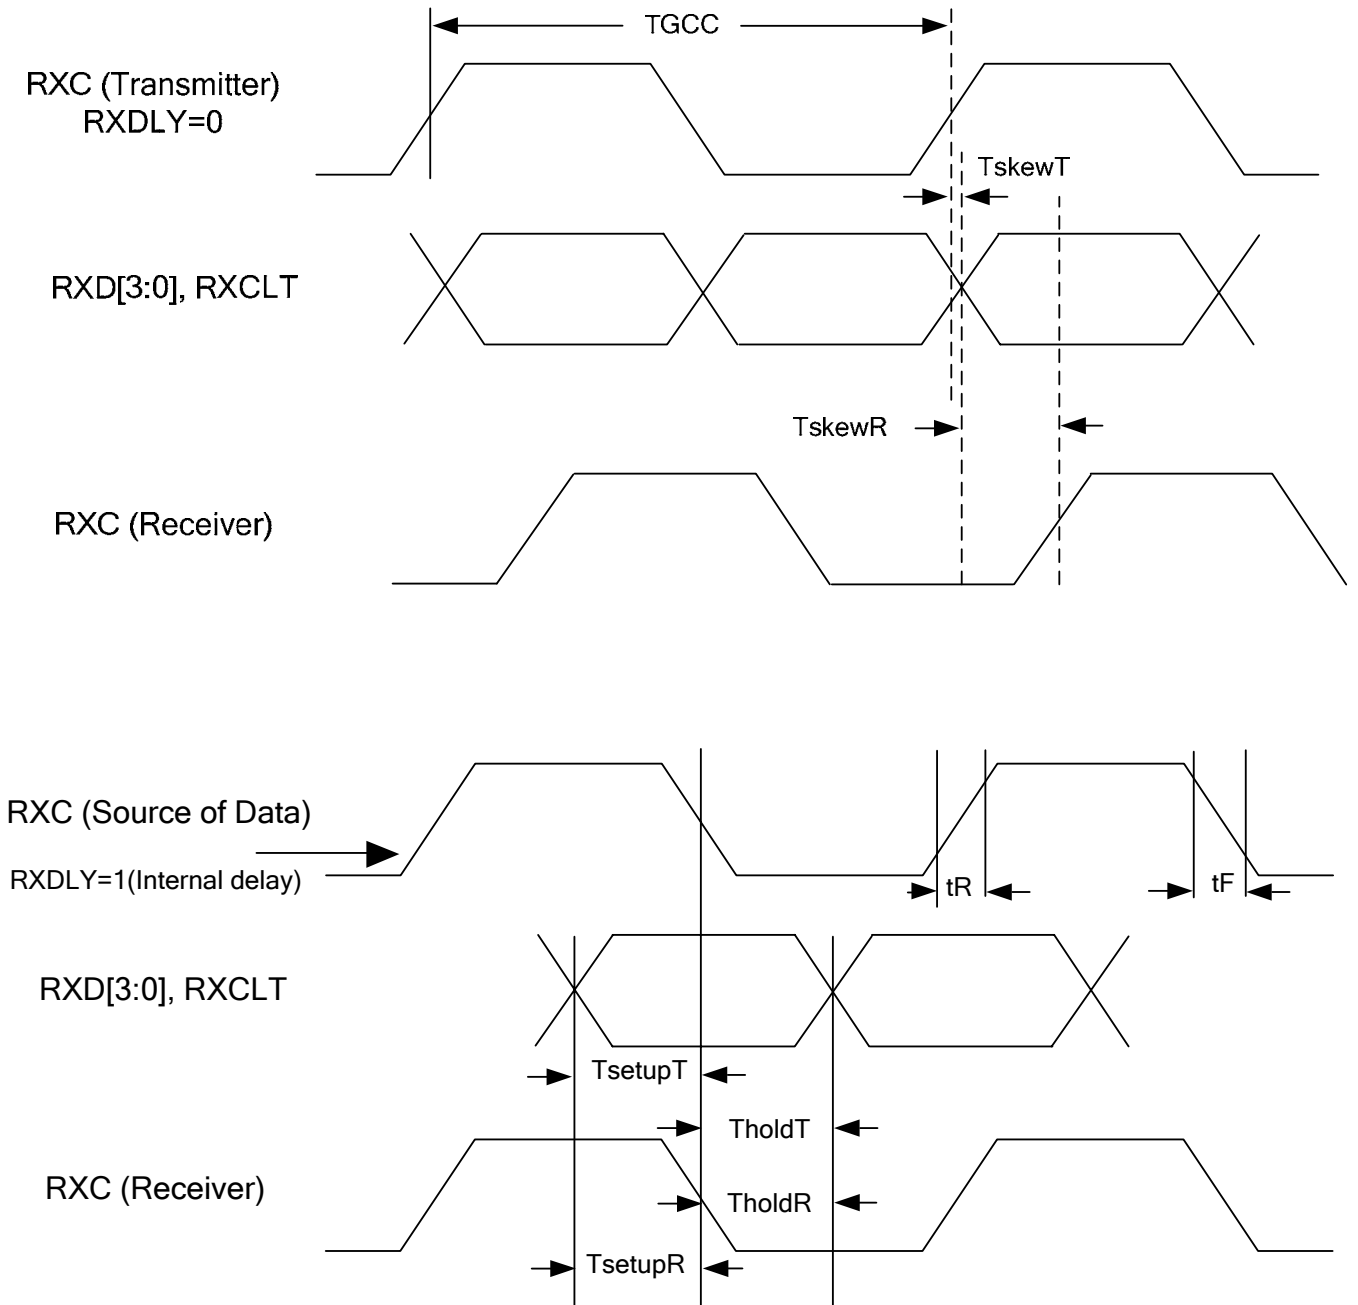 TGCC
RXC (Transmitter)
RXDLY=0
TskewT
RXD[3:0], RXCLT
TskewR
RXC (Receiver)
RXC (Source of Data)
RXDLY=1(Internal delay)
tR
tF
RXD[3:0], RXCLT
TsetupT
TholdT
RXC (Receiver)
TholdR
TsetupR